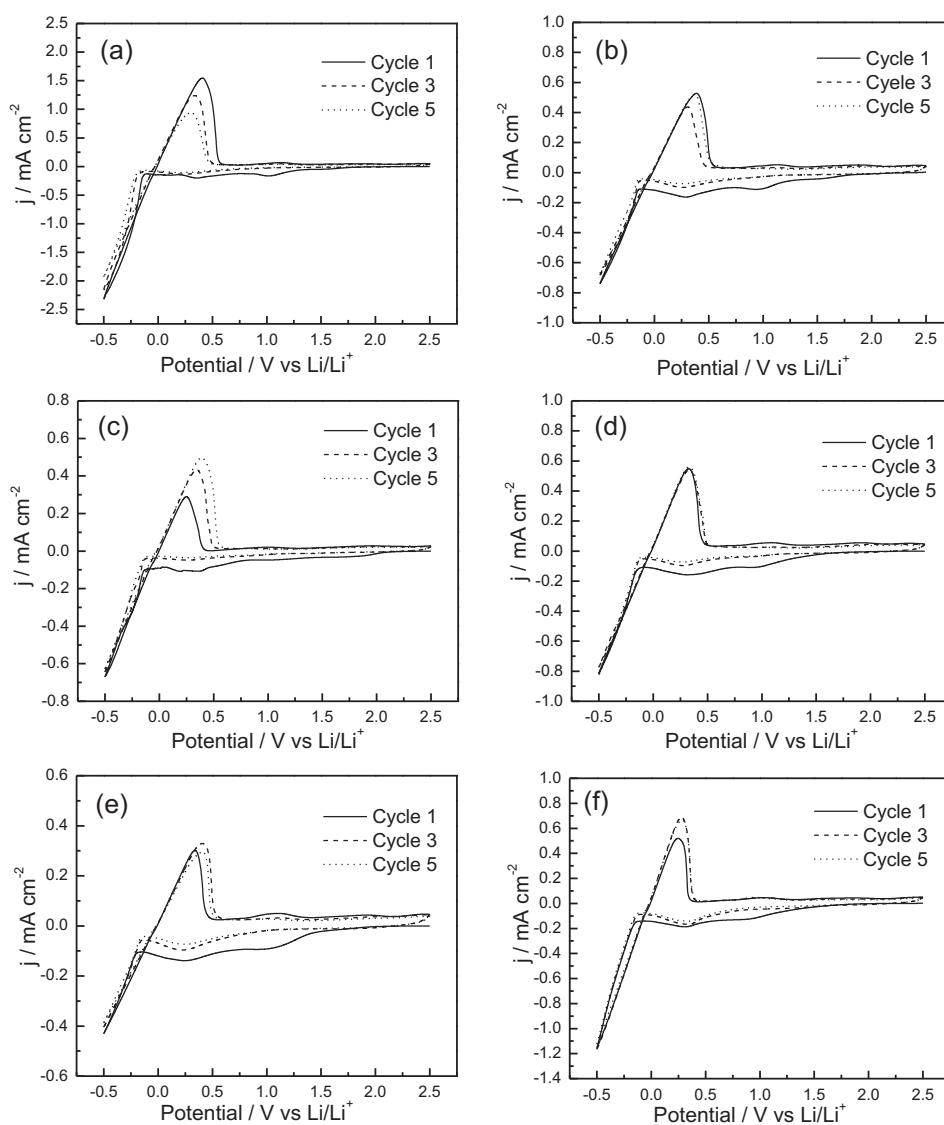 (a)
Cycle 1
Cycle 3
Cycle 5
j / mA cm⁻²
2.5
2.0
1.5
1.0
0.5
0.0
-0.5
-1.0
-1.5
-2.0
-2.5
-0.5 0.0 0.5 1.0 1.5 2.0 2.5
Potential / V vs Li/Li⁺
(b)
Cycle 1
Cyele 3
Cycle 5
j / mA cm⁻²
1.0
0.8
0.6
0.4
0.2
0.0
-0.2
-0.4
-0.6
-0.8
-1.0
-0.5 0.0 0.5 1.0 1.5 2.0 2.5
Potential / V vs Li/Li⁺
(c)
Cycle 1
Cycle 3
Cycle 5
j / mA cm⁻²
0.8
0.6
0.4
0.2
0.0
-0.2
-0.4
-0.6
-0.8
-0.5 0.0 0.5 1.0 1.5 2.0 2.5
Potential / V vs Li/Li⁺
(d)
Cycle 1
Cycle 3
Cycle 5
j / mA cm⁻²
1.0
0.8
0.6
0.4
0.2
0.0
-0.2
-0.4
-0.6
-0.8
-1.0
-0.5 0.0 0.5 1.0 1.5 2.0 2.5
Potential / V vs Li/Li⁺
(e)
Cycle 1
Cycle 3
Cycle 5
j / mA cm⁻²
0.6
0.4
0.2
0.0
-0.2
-0.4
-0.6
-0.5 0.0 0.5 1.0 1.5 2.0 2.5
Potential / V vs Li/Li⁺
(f)
Cycle 1
Cycle 3
Cycle 5
j / mA cm⁻²
1.0
0.8
0.6
0.4
0.2
0.0
-0.2
-0.4
-0.6
-0.8
-1.0
-1.2
-1.4
-0.5 0.0 0.5 1.0 1.5 2.0 2.5
Potential / V vs Li/Li⁺